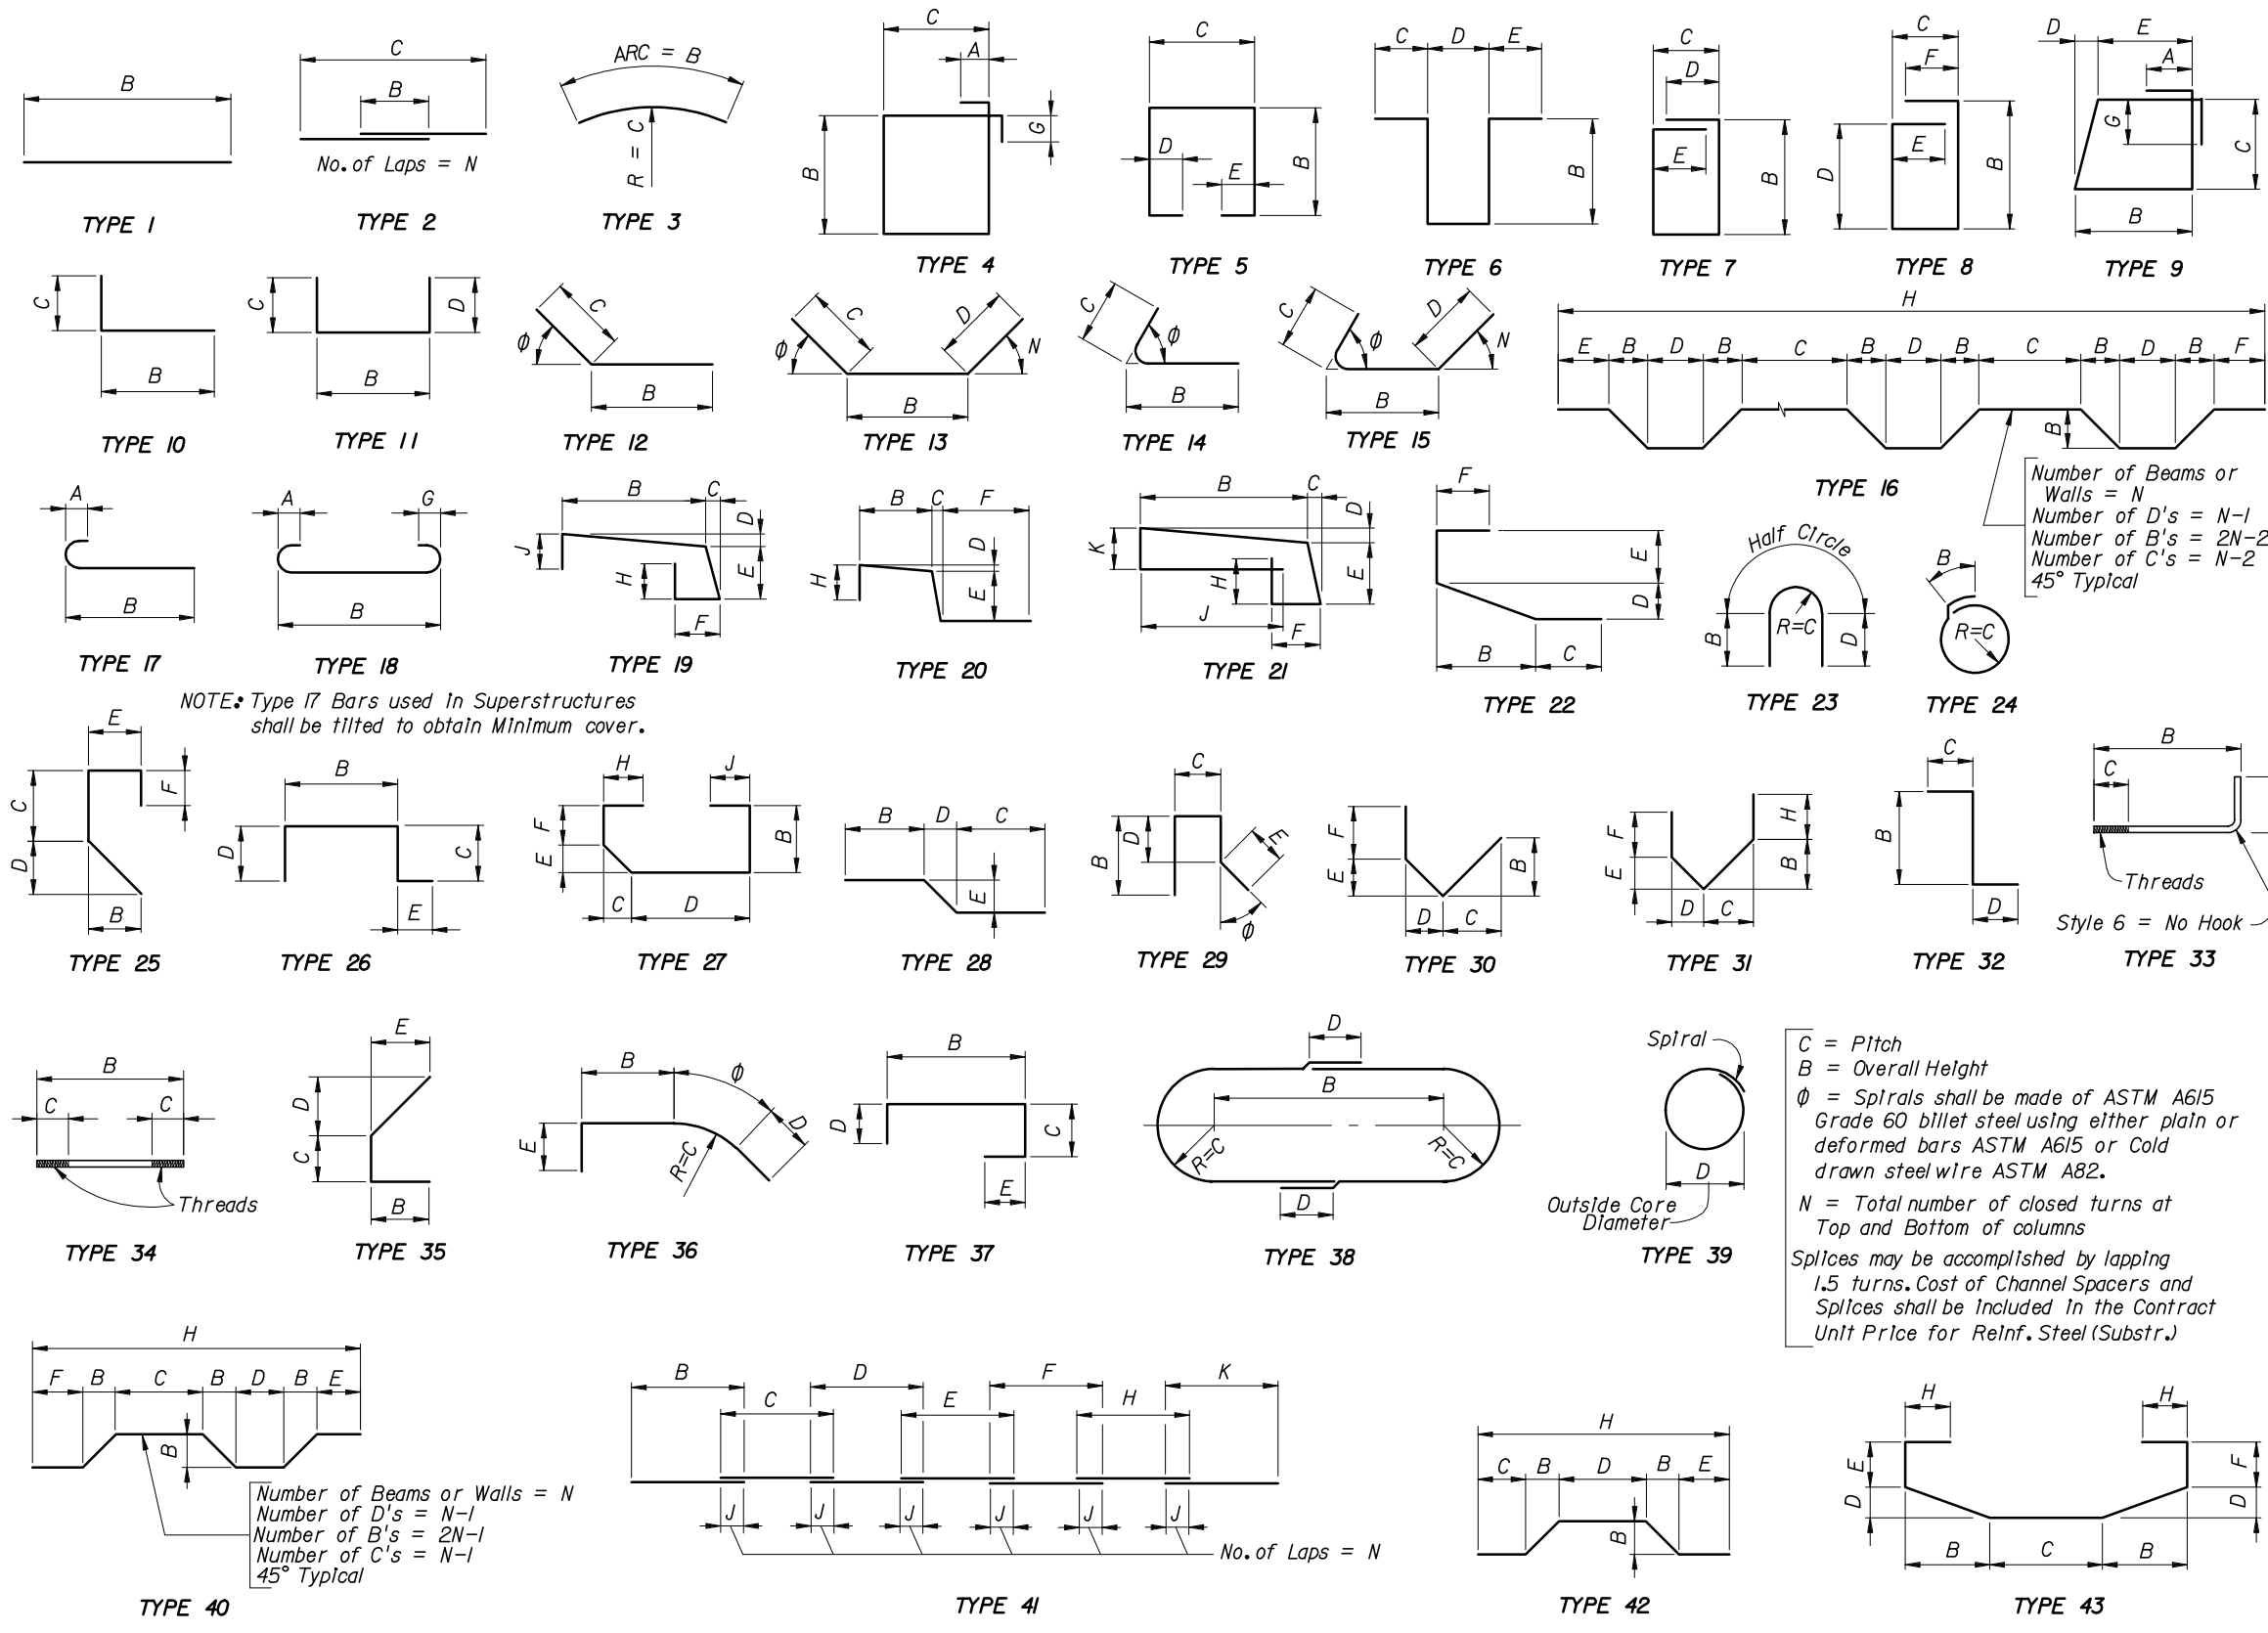 B
C
B
No. of Laps = N
ARC = B
R = C
C
A
B
G
C
B
D
E
C
D
E
B
C
D
E
B
C
F
D
E
B
D
E
A
G
C
B
TYPE 1
TYPE 2
TYPE 3
TYPE 4
TYPE 5
TYPE 6
TYPE 7
TYPE 8
TYPE 9
C
B
C
D
B
C
ϕ
B
C
D
ϕ
N
B
C
ϕ
B
C
D
ϕ
N
B
H
E
B
D
B
C
B
D
B
C
B
D
B
F
B
TYPE 10
TYPE 11
TYPE 12
TYPE 13
TYPE 14
TYPE 15
TYPE 16
Number of Beams or
Walls = N
Number of D's = N-1
Number of B's = 2N-2
Number of C's = N-2
45° Typical
A
B
A
G
B
B
C
D
J
H
E
F
B
C
F
D
H
E
B
C
D
K
H
E
J
F
F
E
D
B
C
Half Circle
R=C
B
D
B
R=C
TYPE 17
TYPE 18
TYPE 19
TYPE 20
TYPE 21
TYPE 22
TYPE 23
TYPE 24
NOTE: Type 17 Bars used in Superstructures
shall be tilted to obtain Minimum cover.
E
C
F
D
B
B
D
C
E
H
J
F
E
B
C
D
B
D
C
E
C
B
D
E
ϕ
F
E
B
D
C
F
E
H
B
D
C
C
B
D
B
C
Threads
Style 6 = No Hook
TYPE 25
TYPE 26
TYPE 27
TYPE 28
TYPE 29
TYPE 30
TYPE 31
TYPE 32
TYPE 33
B
C
C
Threads
E
D
C
B
B
ϕ
D
E
R=C
B
D
C
E
D
B
R=C
R=C
D
Spiral
D
Outside Core
Diameter
TYPE 34
TYPE 35
TYPE 36
TYPE 37
TYPE 38
TYPE 39
C = Pitch
B = Overall Height
ϕ = Spirals shall be made of ASTM A615
Grade 60 billet steel using either plain or
deformed bars ASTM A615 or Cold
drawn steel wire ASTM A82.
N = Total number of closed turns at
Top and Bottom of columns
Splices may be accomplished by lapping
1.5 turns. Cost of Channel Spacers and
Splices shall be included in the Contract
Unit Price for Reinf. Steel (Substr.)
H
F
B
C
B
D
B
E
B
Number of Beams or Walls = N
Number of D's = N-1
Number of B's = 2N-1
Number of C's = N-1
45° Typical
TYPE 40
B
D
F
K
C
E
H
J
J
J
J
J
J
No. of Laps = N
TYPE 41
H
C
B
D
B
E
B
TYPE 42
H
H
E
F
D
D
B
C
B
TYPE 43